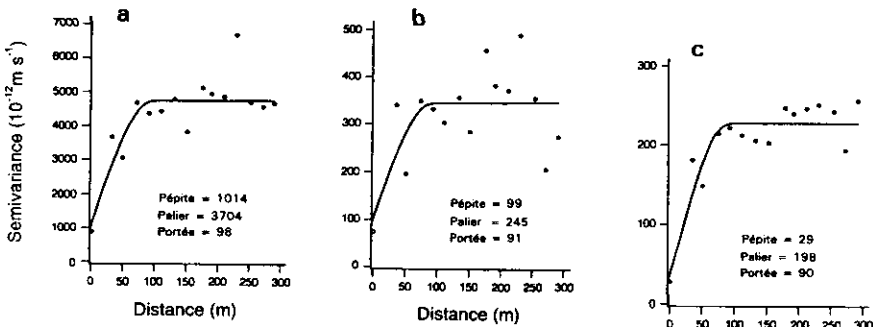 a
Semivariance (10⁻¹²m s⁻¹)
7000
6000
5000
4000
3000
2000
1000
0
Pépite = 1014
Palier = 3704
Portée = 98
0 50 100 150 200 250 300
Distance (m)
b
500
400
300
200
100
0
Pépite = 99
Palier = 245
Portée = 91
0 50 100 150 200 250 300
Distance (m)
c
300
200
100
0
Pépite = 29
Palier = 198
Portée = 90
0 50 100 150 200 250 300